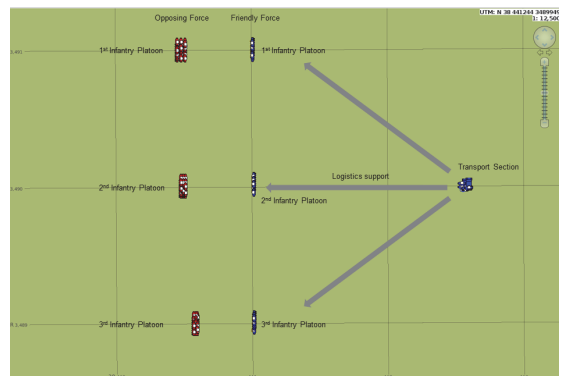 UTM: N 38 441244 3489949
1: 12,500
Opposing Force
Friendly Force
1st Infantry Platoon
1st Infantry Platoon
Transport Section
Logistics support
2nd Infantry Platoon
2nd Infantry Platoon
3rd Infantry Platoon
3rd Infantry Platoon